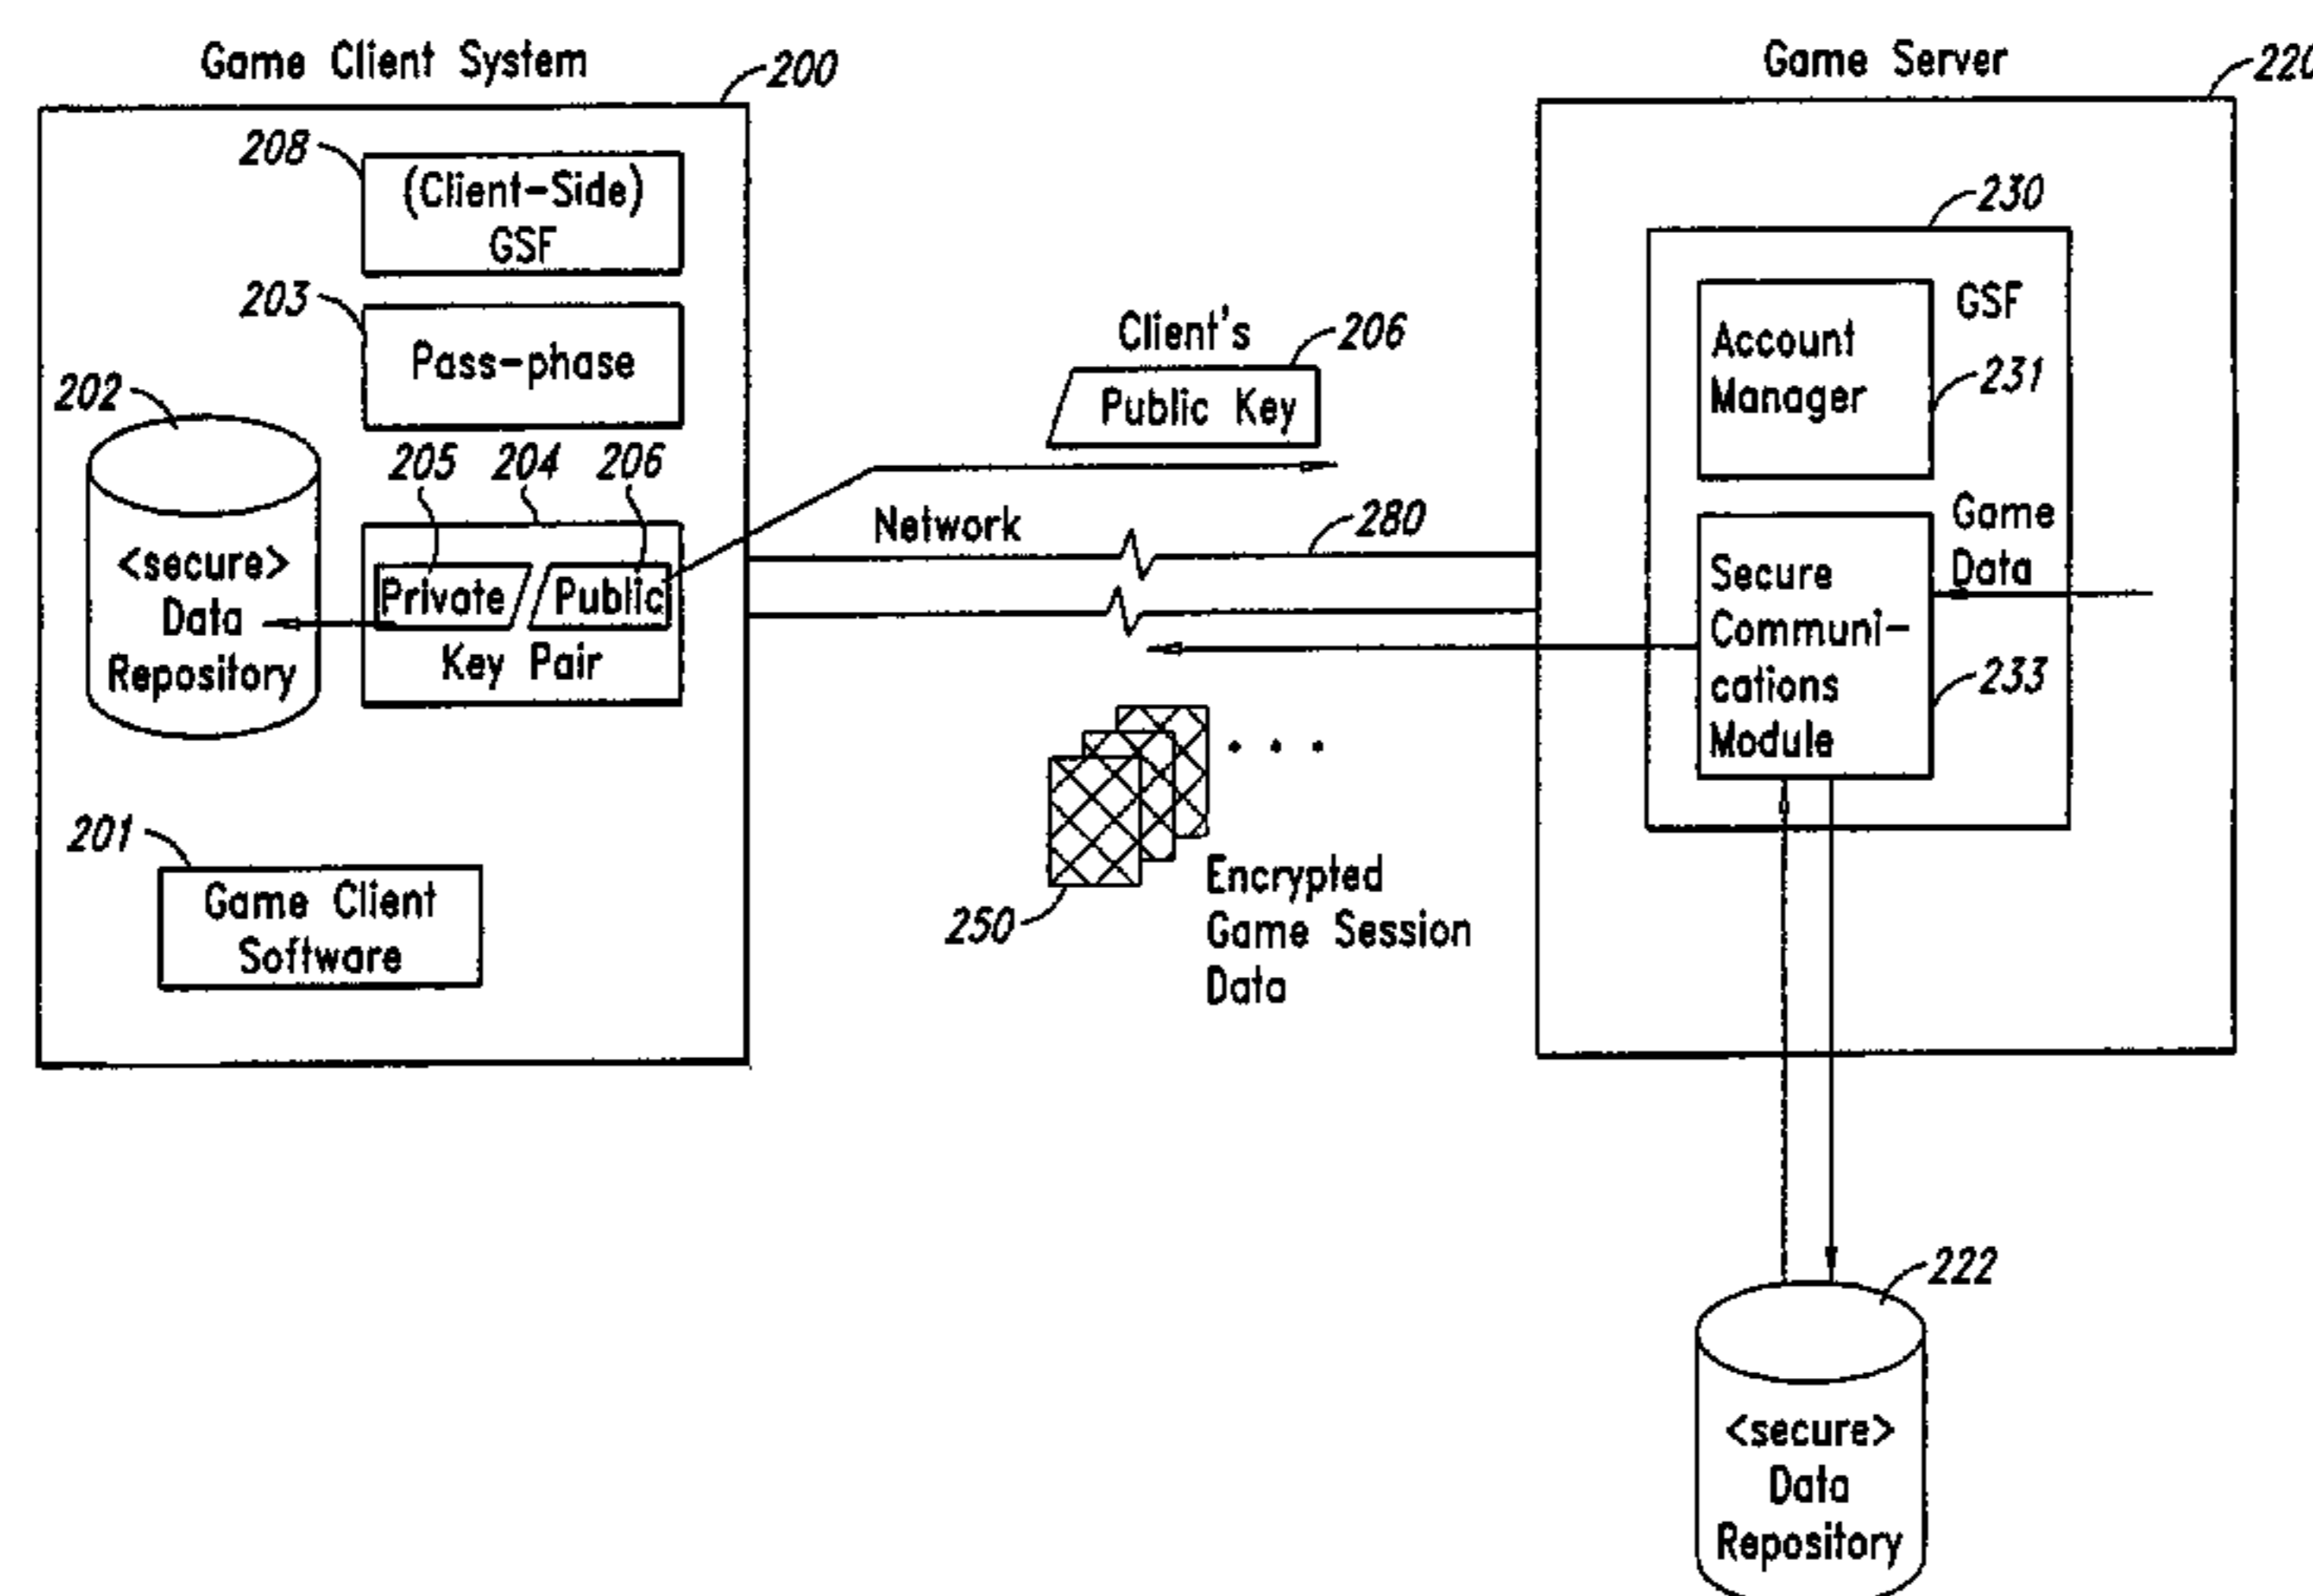 Game Client System
200
208
(Client-Side)
GSF
203
Pass-phase
202
205
204
206
<secure>
Data
Repository
Private
Public
Key Pair
201
Game Client
Software
Client's
206
Public Key
Network
280
250
Encrypted
Game Session
Data
Game Server
220
230
GSF
Account
Manager
231
Game
Data
Secure
Communi-
cations
Module
233
222
<secure>
Data
Repository